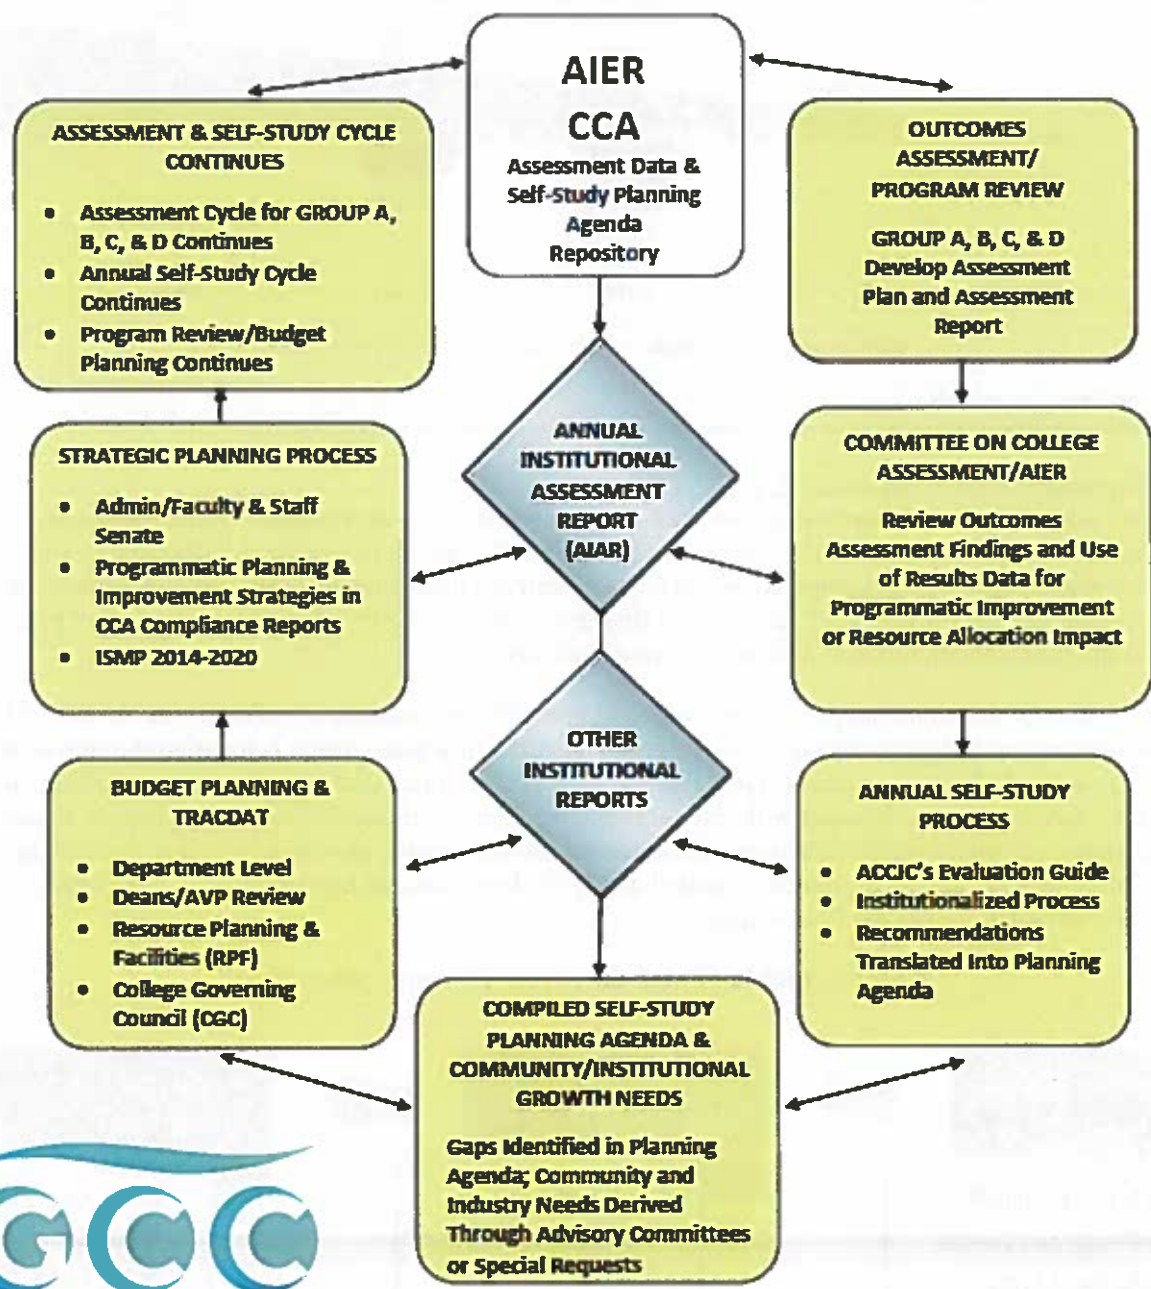 AIER
CCA
Assessment Data &
Self-Study Planning
Agenda
Repository
ASSESSMENT & SELF-STUDY CYCLE
CONTINUES
• Assessment Cycle for GROUP A,
B, C, & D Continues
• Annual Self-Study Cycle
Continues
• Program Review/Budget
Planning Continues
OUTCOMES
ASSESSMENT/
PROGRAM REVIEW
GROUP A, B, C, & D
Develop Assessment
Plan and Assessment
Report
STRATEGIC PLANNING PROCESS
• Admin/Faculty & Staff
Senate
• Programmatic Planning &
Improvement Strategies in
CCA Compliance Reports
• ISMP 2014-2020
ANNUAL
INSTITUTIONAL
ASSESSMENT
REPORT
(AIAR)
COMMITTEE ON COLLEGE
ASSESSMENT/AIER
Review Outcomes
Assessment Findings and Use
of Results Data for
Programmatic Improvement
or Resource Allocation Impact
BUDGET PLANNING &
TRACDAT
• Department Level
• Deans/AVP Review
• Resource Planning &
Facilities (RPF)
• College Governing
Council (CGC)
OTHER
INSTITUTIONAL
REPORTS
ANNUAL SELF-STUDY
PROCESS
• ACCJC's Evaluation Guide
• Institutionalized Process
• Recommendations
Translated Into Planning
Agenda
COMPILED SELF-STUDY
PLANNING AGENDA &
COMMUNITY/INSTITUTIONAL
GROWTH NEEDS
Gaps Identified in Planning
Agenda; Community and
Industry Needs Derived
Through Advisory Committees
or Special Requests
GCC